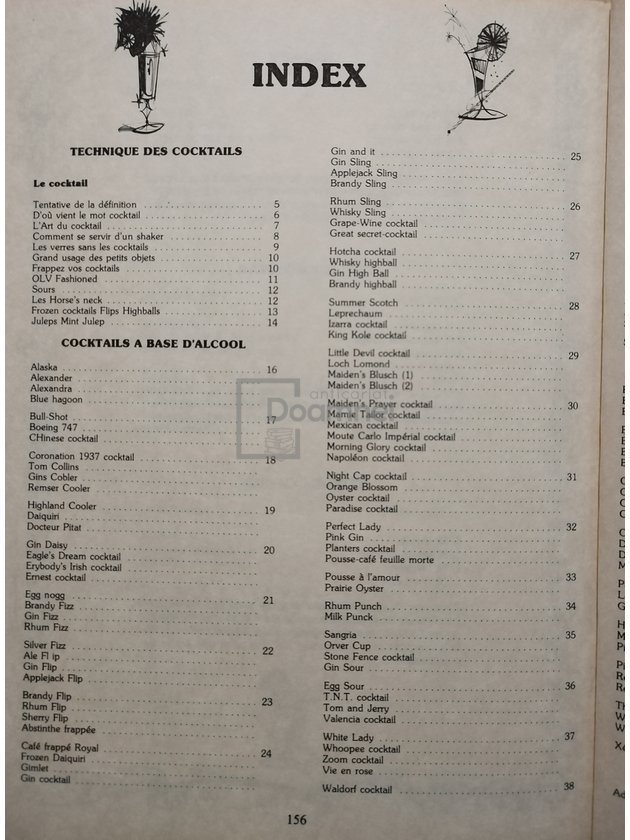 INDEX
TECHNIQUE DES COCKTAILS
Le cocktail
Tentative de la définition 5
D'où vient le mot cocktail 6
L'Art du cocktail 7
Comment se servir d'un shaker 8
Les verres sans les cocktails 9
Grand usage des petits objets 10
Frappez vos cocktails 10
OLV Fashioned 11
Sours 12
Les Horse's neck 12
Frozen cocktails Flips Highballs 13
Juleps Mint Julep 14
COCKTAILS A BASE D'ALCOOL
Alaska 16
Alexander
Alexandra
Blue hagoon
Bull-Shot 17
Boeing 747
CHinese cocktail
Coronation 1937 cocktail 18
Tom Collins
Gins Cobler
Remser Cooler
Highland Cooler 19
Daiquiri
Docteur Pitat
Gin Daisy 20
Eagle's Dream cocktail
Erybody's Irish cocktail
Ernest cocktail
Egg nogg 21
Brandy Fizz
Gin Fizz
Rhum Fizz
Silver Fizz 22
Ale Fl ip
Gin Flip
Applejack Flip
Brandy Flip 23
Rhum Flip
Sherry Flip
Abstinthe frappée
Café frappé Royal 24
Frozen Daiquiri
Gimlet
Gin cocktail
Gin and it 25
Gin Sling
Applejack Sling
Brandy Sling
Rhum Sling 26
Whisky Sling
Grape-Wine cocktail
Great secret-cocktail
Hotcha cocktail 27
Whisky highball
Gin High Ball
Brandy highball
Summer Scotch 28
Leprechaum
Izarra cocktail
King Kole cocktail
Little Devil cocktail 29
Loch Lomond
Maiden's Blusch (1)
Maiden's Blusch (2)
Maiden's Prayer cocktail 30
Mamie Tailor cocktail
Mexican cocktail
Moute Carlo Impérial cocktail
Morning Glory cocktail
Napoléon cocktail
Night Cap cocktail 31
Orange Blossom
Oyster cocktail
Paradise cocktail
Perfect Lady 32
Pink Gin
Planters cocktail
Pousse-café feuille morte
Pousse à l'amour 33
Prairie Oyster
Rhum Punch 34
Milk Punck
Sangria 35
Orver Cup
Stone Fence cocktail
Gin Sour
Egg Sour 36
T.N.T. cocktail
Tom and Jerry
Valencia cocktail
White Lady 37
Whoopee cocktail
Zoom cocktail
Vie en rose
Waldorf cocktail 38
156